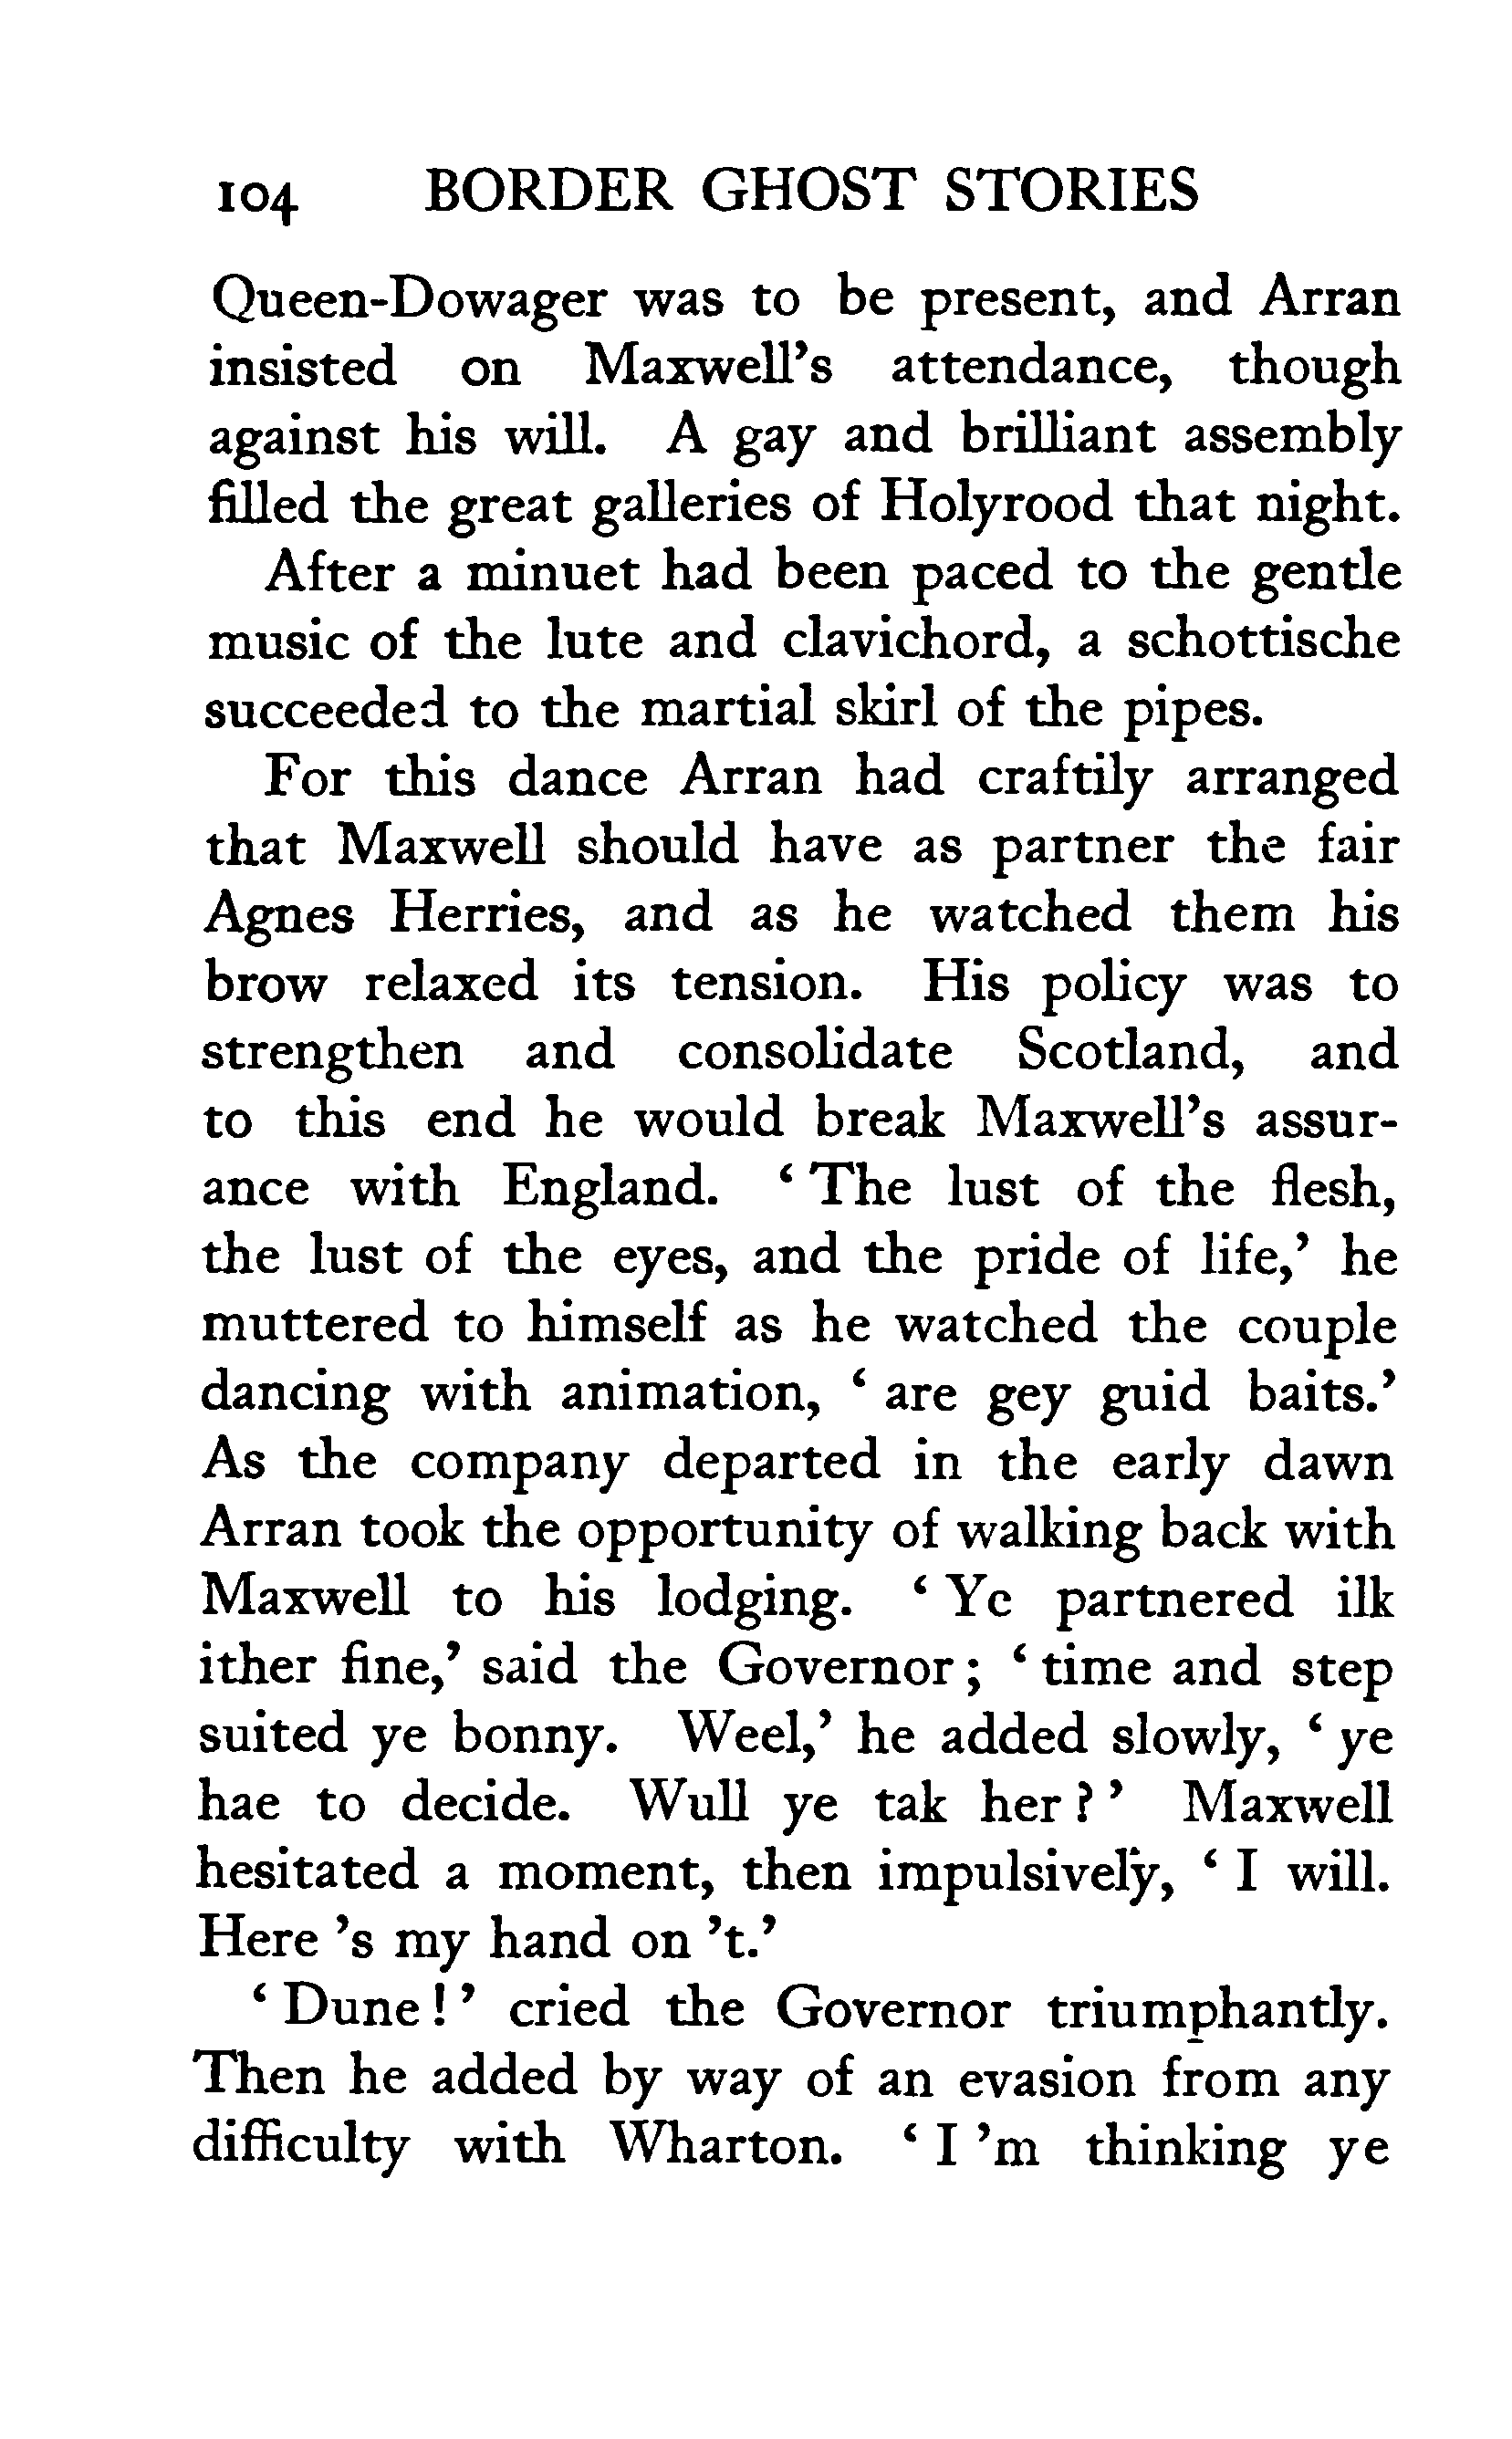 104 BORDER GHOST STORIES
Queen-Dowager was to be present, and Arran
insisted on Maxwell's attendance, though
against his will. A gay and brilliant assembly
filled the great galleries of Holyrood that night.
After a minuet had been paced to the gentle
music of the lute and clavichord, a schottische
succeeded to the martial skirl of the pipes.
For this dance Arran had craftily arranged
that Maxwell should have as partner the fair
Agnes Herries, and as he watched them his
brow relaxed its tension. His policy was to
strengthen and consolidate Scotland, and
to this end he would break Maxwell's assur-
ance with England. ‘ The lust of the flesh,
the lust of the eyes, and the pride of life,’ he
muttered to himself as he watched the couple
dancing with animation, ‘ are gey guid baits.’
As the company departed in the early dawn
Arran took the opportunity of walking back with
Maxwell to his lodging. ‘ Ye partnered ilk
ither fine,’ said the Governor ; ‘ time and step
suited ye bonny. Weel,’ he added slowly, ‘ ye
hae to decide. Wull ye tak her ? ’ Maxwell
hesitated a moment, then impulsively, ‘ I will.
Here ’s my hand on ’t.’
‘ Dune ! ’ cried the Governor triumphantly.
Then he added by way of an evasion from any
difficulty with Wharton. ‘ I ’m thinking ye